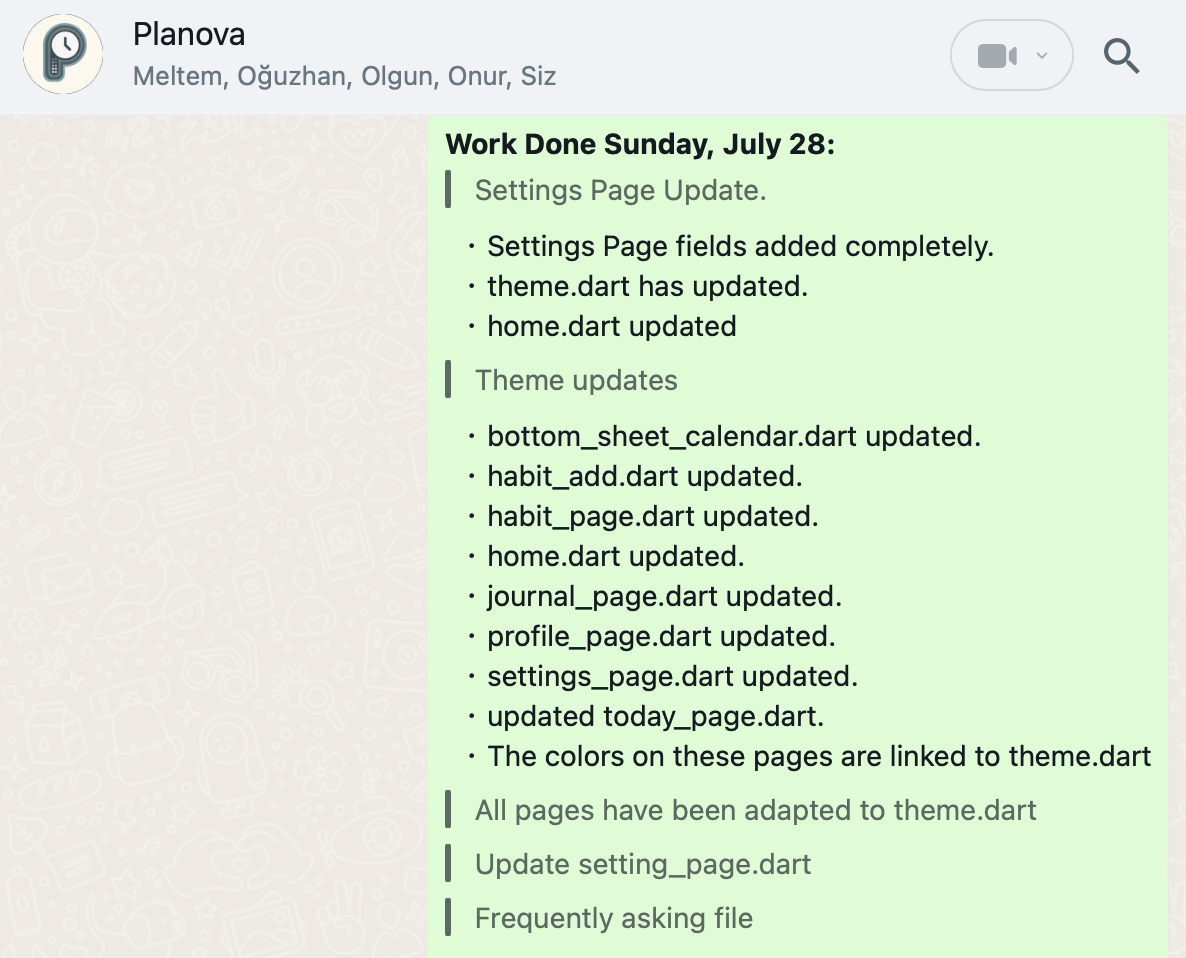 Planova
Meltem, Oğuzhan, Olgun, Onur, Siz
Work Done Sunday, July 28:
Settings Page Update.
· Settings Page fields added completely.
· theme.dart has updated.
· home.dart updated
Theme updates
· bottom_sheet_calendar.dart updated.
· habit_add.dart updated.
· habit_page.dart updated.
· home.dart updated.
· journal_page.dart updated.
· profile_page.dart updated.
· settings_page.dart updated.
· updated today_page.dart.
· The colors on these pages are linked to theme.dart
All pages have been adapted to theme.dart
Update setting_page.dart
Frequently asking file